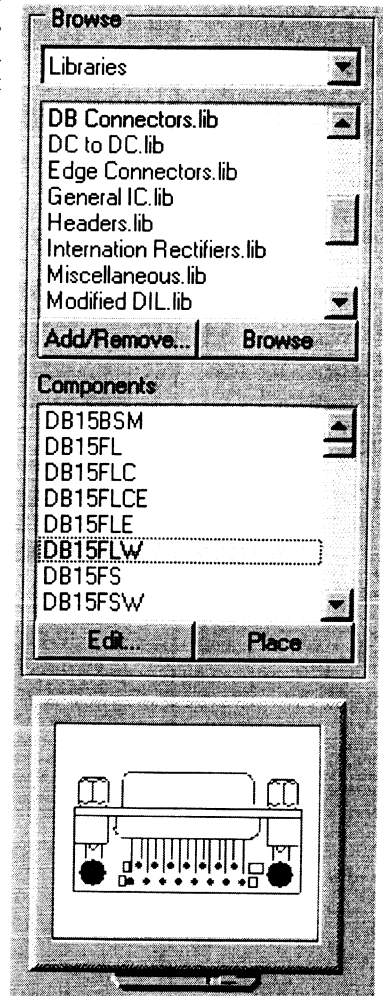 Browse
Libraries
DB Connectors.lib
DC to DC.lib
Edge Connectors.lib
General IC.lib
Headers.lib
Internation Rectifiers.lib
Miscellaneous.lib
Modified DIL.lib
Add/Remove... Browse
Components
DB15BSM
DB15FL
DB15FLC
DB15FLCE
DB15FLE
DB15FLW
DB15FS
DB15FSW
Edit... Place